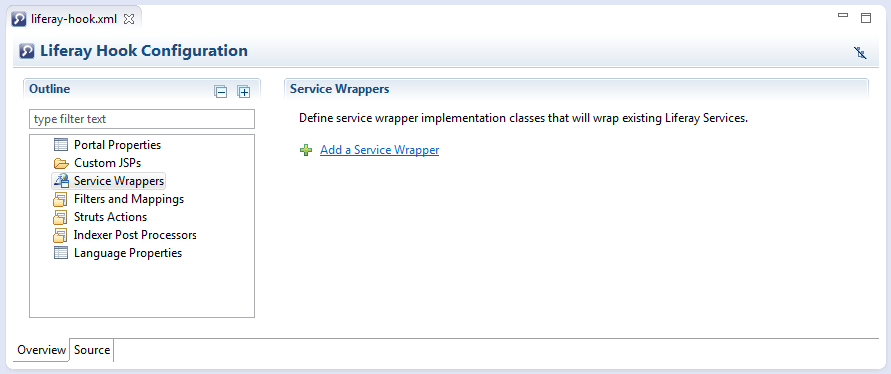 liferay-hook.xml
Liferay Hook Configuration
Outline
type filter text
Portal Properties
Custom JSPs
Service Wrappers
Filters and Mappings
Struts Actions
Indexer Post Processors
Language Properties
Service Wrappers
Define service wrapper implementation classes that will wrap existing Liferay Services.
Add a Service Wrapper
Overview Source